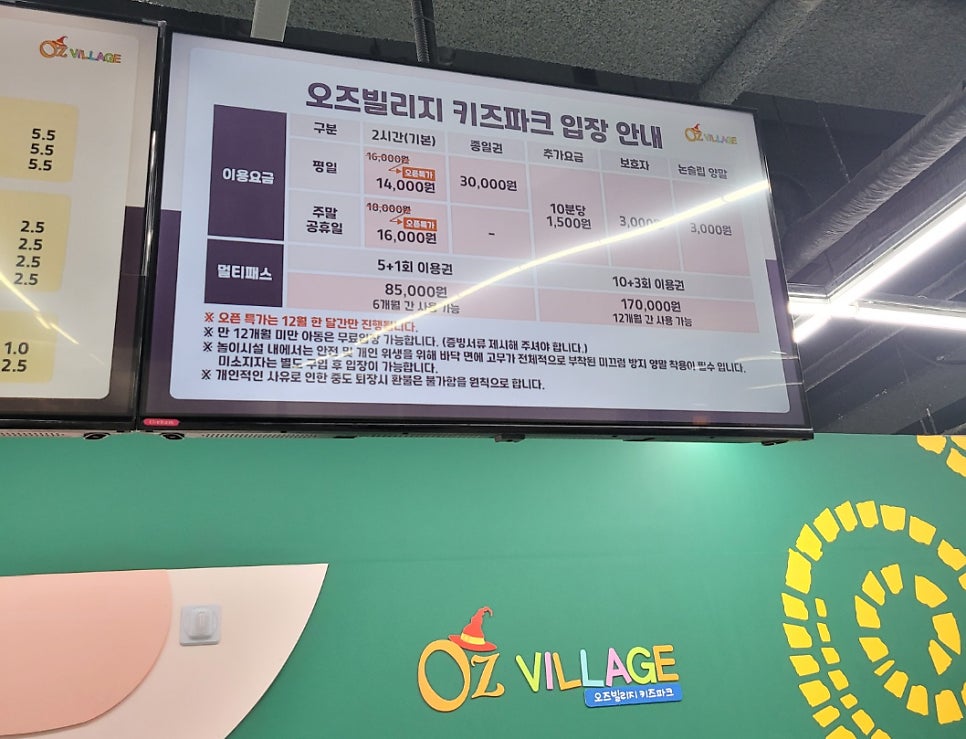 OZ VILLAGE
5.5
5.5
5.5
2.5
2.5
2.5
2.5
1.0
2.5
오즈빌리지 키즈파크 입장 안내
OZ VILLAGE
구분 2시간(기본) 종일권 추가요금 보호자 논슬립 양말
이용요금
평일 16,000원 오픈특가 14,000원 30,000원
10분당 1,500원 3,000원 3,000원
주말 공휴일 18,000원 오픈특가 16,000원 -
멀티패스
5+1회 이용권 10+3회 이용권
85,000원 170,000원
6개월 간 사용 가능 12개월 간 사용 가능
※ 오픈 특가는 12월 한 달간만 진행됩니다.
※ 만 12개월 미만 아동은 무료입장 가능합니다. (증빙서류 제시해 주셔야 합니다.)
※ 놀이시설 내에서는 안전 및 개인 위생을 위해 바닥 면에 고무가 전체적으로 부착된 미끄럼 방지 양말 착용이 필수 입니다.
미소지자는 별도 구입 후 입장이 가능합니다.
※ 개인적인 사유로 인한 중도 퇴장시 환불은 불가함을 원칙으로 합니다.
OZ VILLAGE
오즈빌리지 키즈파크